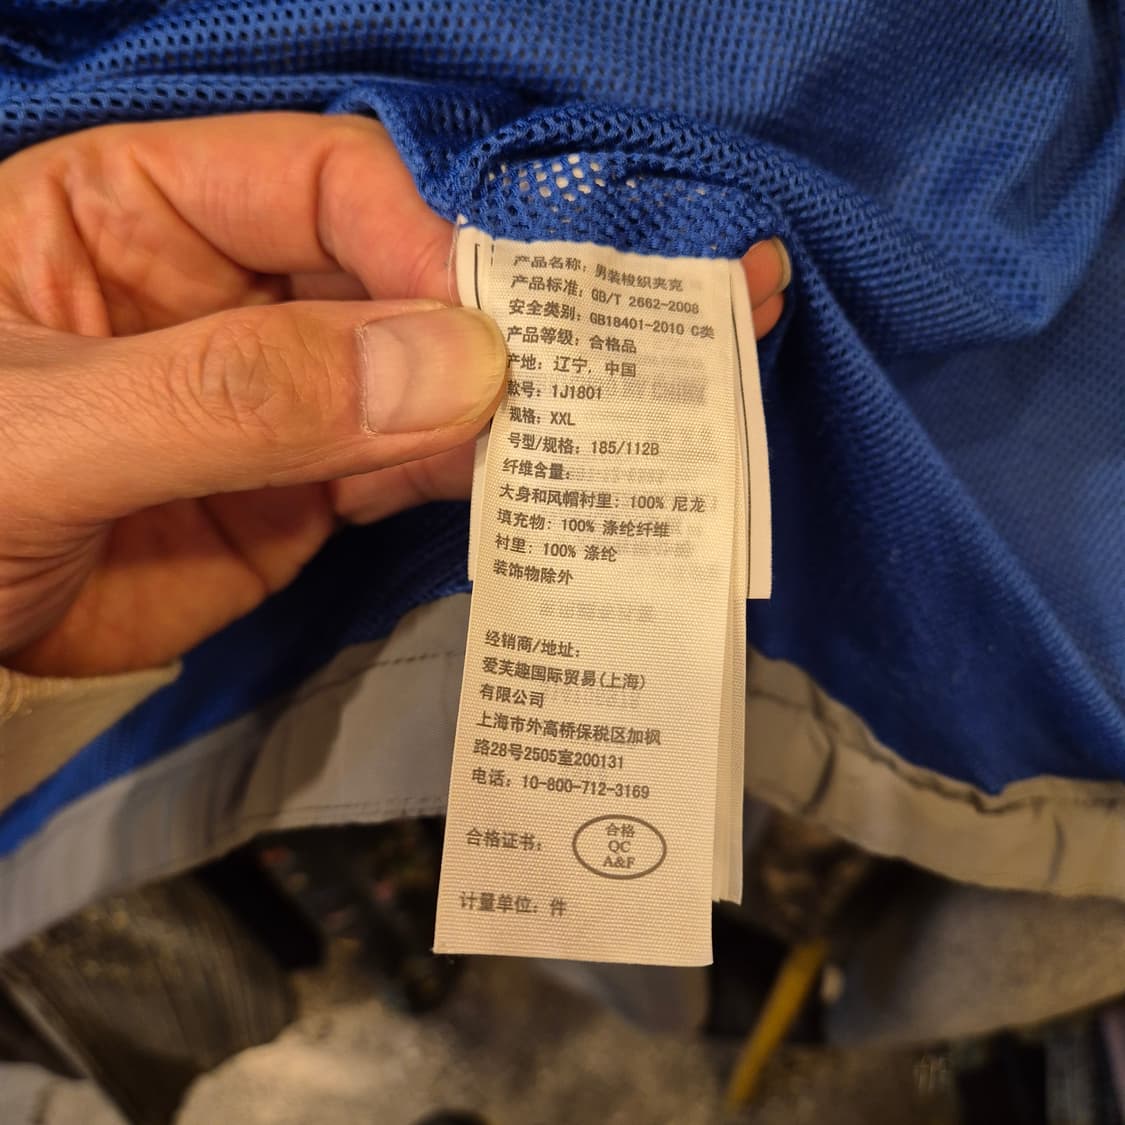 产品名称：男装梭织夹克
产品标准：GB/T 2662-2008
安全类别：GB18401-2010 C类
产品等级：合格品
产地：辽宁，中国
款号：1J1801
规格：XXL
号型/规格：185/112B
纤维含量：
大身和风帽衬里：100% 尼龙
填充物：100% 涤纶纤维
衬里：100% 涤纶
装饰物除外
经销商/地址：
爱芙趣国际贸易(上海)
有限公司
上海市外高桥保税区加枫
路28号2505室200131
电话：10-800-712-3169
合格证书：
合格
QC
A&F
计量单位：件